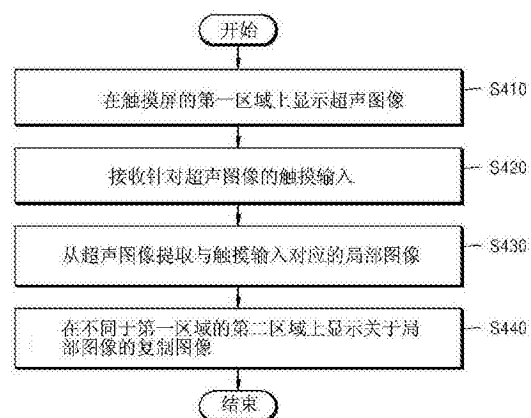 开始
在触摸屏的第一区域上显示超声图像
S410
接收针对超声图像的触摸输入
S420
从超声图像提取与触摸输入对应的局部图像
S430
在不同于第一区域的第二区域上显示关于局
部图像的复制图像
S440
结束